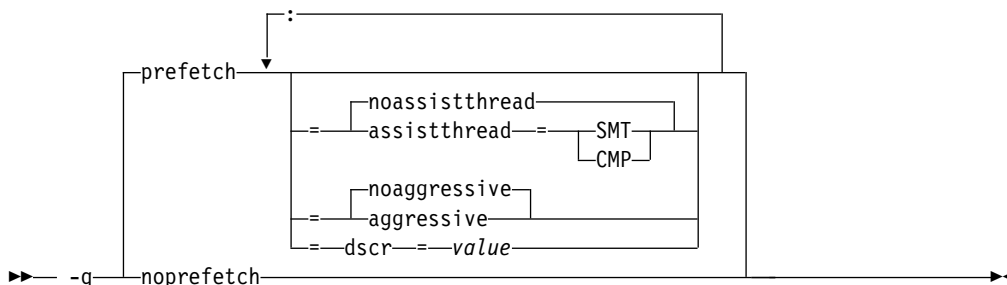 :
prefetch
noassistthread
= assistthread = SMT
CMP
noaggressive
= aggressive
= dscr = value
-q noprefetch